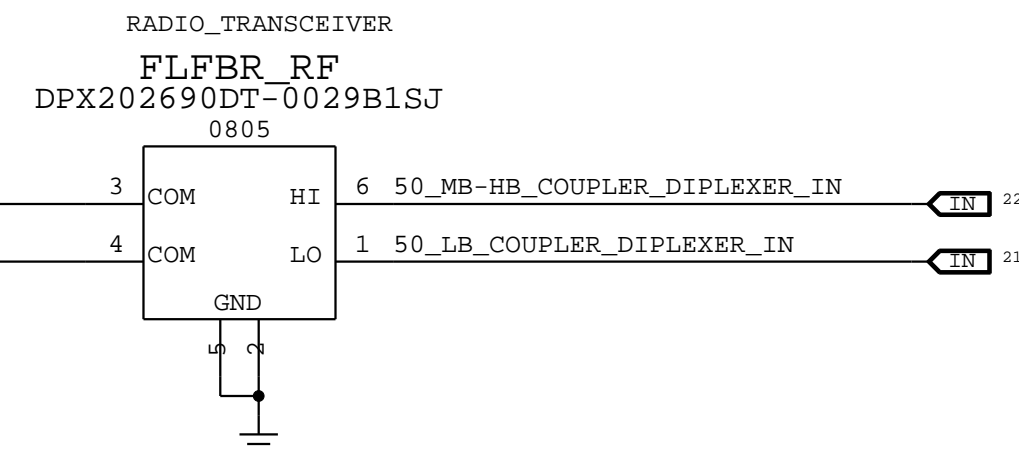 RADIO_TRANSCEIVER
FLFBR_RF
DPX202690DT-0029B1SJ
0805
3 COM HI 6 50_MB-HB_COUPLER_DIPLEXER_IN IN 22
4 COM LO 1 50_LB_COUPLER_DIPLEXER_IN IN 21
GND
5 2